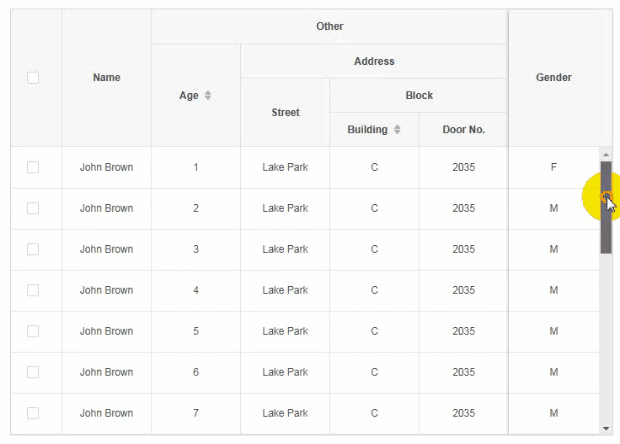 Other
Address
Name
Gender
Age
Block
Street
Building
Door No.
John Brown 1 Lake Park C 2035 F
John Brown 2 Lake Park C 2035 M
John Brown 3 Lake Park C 2035 M
John Brown 4 Lake Park C 2035 M
John Brown 5 Lake Park C 2035 M
John Brown 6 Lake Park C 2035 M
John Brown 7 Lake Park C 2035 M